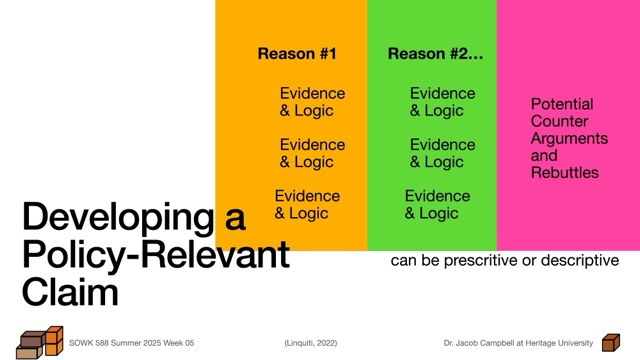 Reason #1
Evidence
& Logic
Evidence
& Logic
Evidence
& Logic
Reason #2…
Evidence
& Logic
Evidence
& Logic
Evidence
& Logic
Potential
Counter
Arguments
and
Rebuttles
Developing a
Policy-Relevant
Claim
can be prescritive or descriptive
SOWK 588 Summer 2025 Week 05
(Linquiti, 2022)
Dr. Jacob Campbell at Heritage University